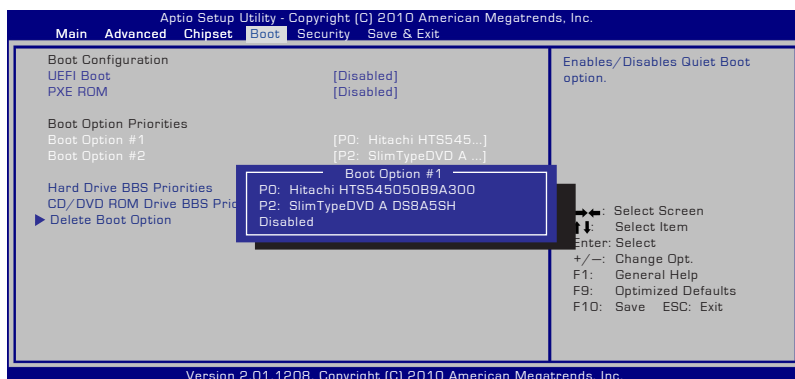 Aptio Setup Utility - Copyright (C) 2010 American Megatrends, Inc.
Main Advanced Chipset Boot Security Save & Exit
Boot Configuration
UEFI Boot [Disabled]
PXE ROM [Disabled]
Boot Option Priorities
Boot Option #1 [P0: Hitachi HTS545...]
Boot Option #2 [P2: SlimTypeDVD A ...]
Hard Drive BBS Priorities
CD/DVD ROM Drive BBS Prio
Delete Boot Option
Boot Option #1
P0: Hitachi HTS545050B9A300
P2: SlimTypeDVD A DS8A5SH
Disabled
Enables/Disables Quiet Boot
option.
→←: Select Screen
↑↓: Select Item
Enter: Select
+/—: Change Opt.
F1: General Help
F9: Optimized Defaults
F10: Save ESC: Exit
Version 2.01.1208. Copyright (C) 2010 American Megatrends, Inc.